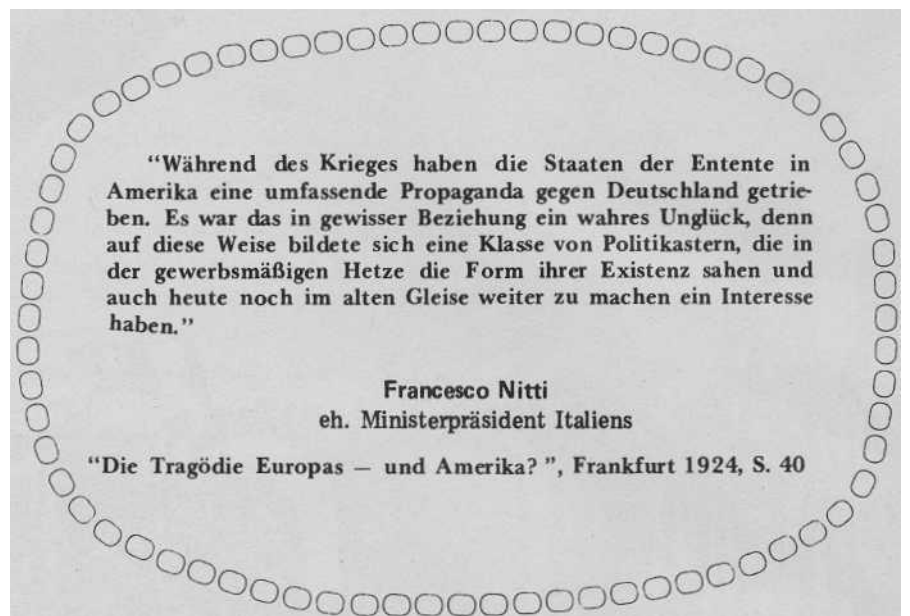 “Während des Krieges haben die Staaten der Entente in
Amerika eine umfassende Propaganda gegen Deutschland getrie-
ben. Es war das in gewisser Beziehung ein wahres Unglück, denn
auf diese Weise bildete sich eine Klasse von Politikastern, die in
der gewerbsmäßigen Hetze die Form ihrer Existenz sahen und
auch heute noch im alten Gleise weiter zu machen ein Interesse
haben.”
Francesco Nitti
eh. Ministerpräsident Italiens
“Die Tragödie Europas — und Amerika? ”, Frankfurt 1924, S. 40